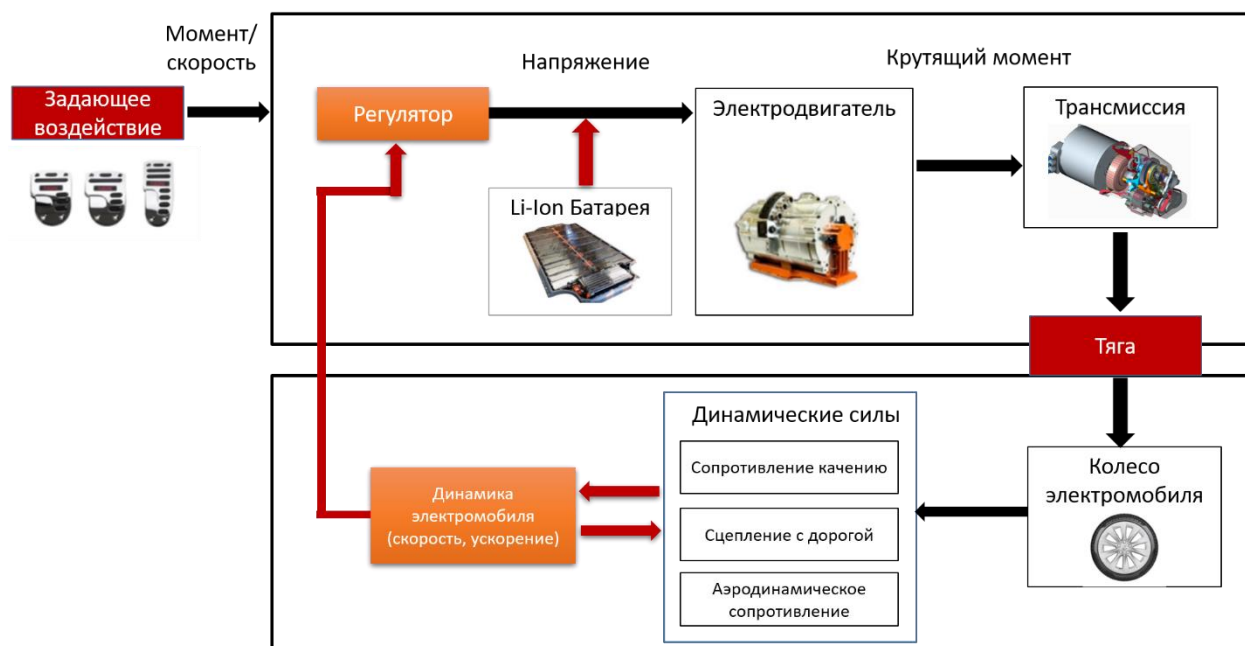 Момент/
скорость
Задающее
воздействие
Регулятор
Напряжение
Li-Ion Батарея
Электродвигатель
Крутящий момент
Трансмиссия
Тяга
Колесо
электромобиля
Динамические силы
Сопротивление качению
Сцепление с дорогой
Аэродинамическое
сопротивление
Динамика
электромобиля
(скорость, ускорение)